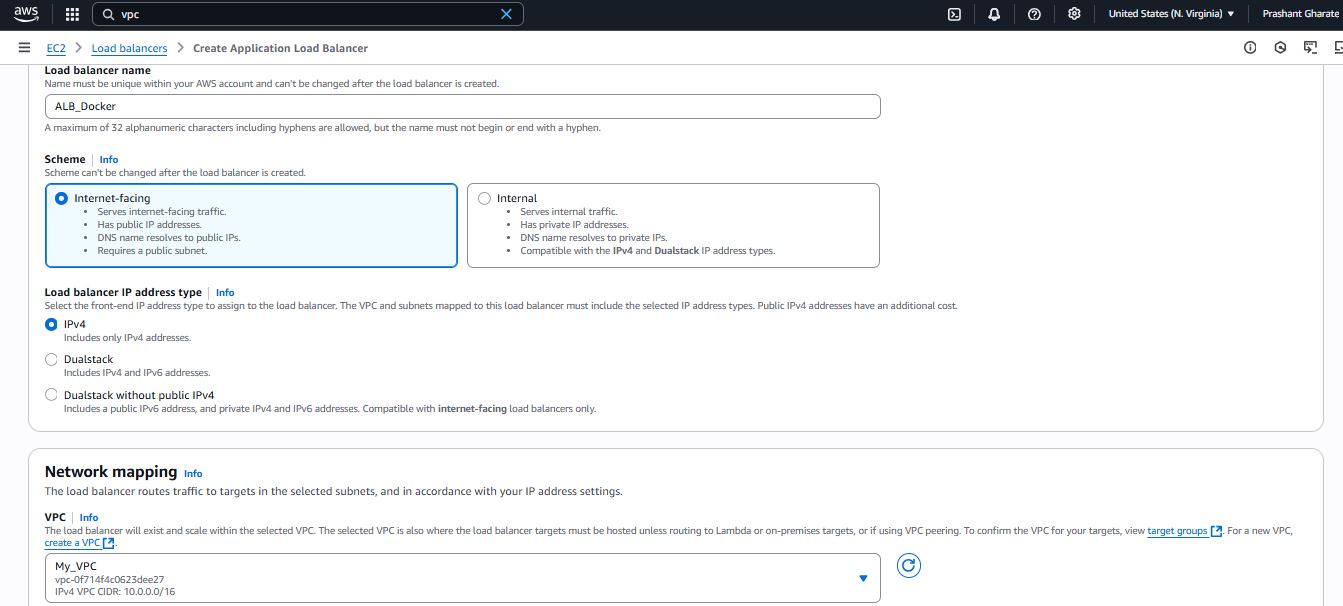 aws
vpc
United States (N. Virginia)
Prashant Gharate
EC2
Load balancers
Create Application Load Balancer
Load balancer name
Name must be unique within your AWS account and can't be changed after the load balancer is created.
ALB_Docker
A maximum of 32 alphanumeric characters including hyphens are allowed, but the name must not begin or end with a hyphen.
Scheme | Info
Scheme can't be changed after the load balancer is created.
Internet-facing
• Serves internet-facing traffic.
• Has public IP addresses.
• DNS name resolves to public IPs.
• Requires a public subnet.
Internal
• Serves internal traffic.
• Has private IP addresses.
• DNS name resolves to private IPs.
• Compatible with the IPv4 and Dualstack IP address types.
Load balancer IP address type | Info
Select the front-end IP address type to assign to the load balancer. The VPC and subnets mapped to this load balancer must include the selected IP address types. Public IPv4 addresses have an additional cost.
IPv4
Includes only IPv4 addresses.
Dualstack
Includes IPv4 and IPv6 addresses.
Dualstack without public IPv4
Includes a public IPv6 address, and private IPv4 and IPv6 addresses. Compatible with internet-facing load balancers only.
Network mapping Info
The load balancer routes traffic to targets in the selected subnets, and in accordance with your IP address settings.
VPC | Info
The load balancer will exist and scale within the selected VPC. The selected VPC is also where the load balancer targets must be hosted unless routing to Lambda or on-premises targets, or if using VPC peering. To confirm the VPC for your targets, view target groups. For a new VPC,
create a VPC.
My_VPC
vpc-0f714f4c0623dee27
IPv4 VPC CIDR: 10.0.0.0/16